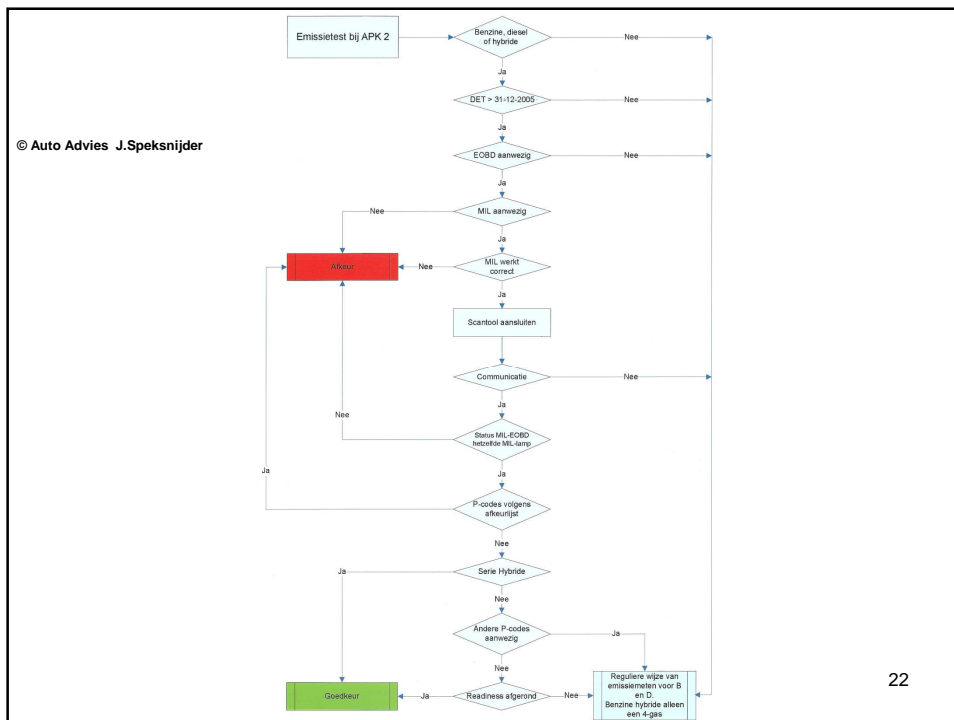 Emissietest bij APK 2
Benzine, diesel
of hybride
Nee
Ja
DET > 31-12-2005
Nee
Ja
© Auto Advies J.Speksnijder
EOBD aanwezig
Nee
Ja
MIL aanwezig
Nee
Ja
Afkeur
Nee
MIL werkt
correct
Ja
Scantool aansluiten
Communicatie
Nee
Ja
Nee
Status MIL-EOBD
hetzelfde MIL-lamp
Ja
Ja
P-codes volgens
afkeurlijst
Nee
Serie Hybride
Ja
Nee
Andere P-codes
aanwezig
Ja
Nee
Goedkeur
Ja
Readiness afgerond
Nee
Reguliere wijze van
emissiemeten voor B
en D.
Benzine hybride alleen
een 4-gas
22